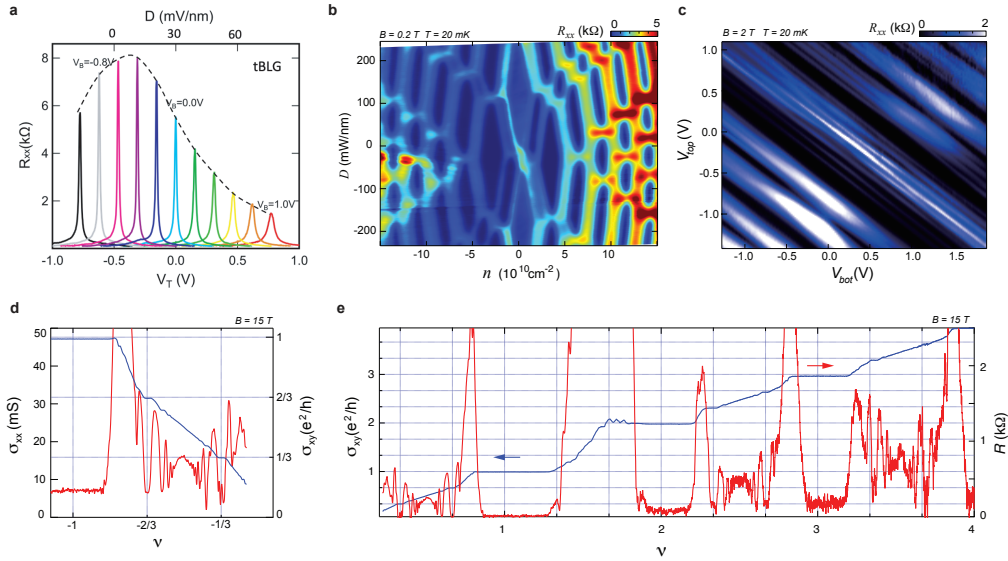 a
D (mV/nm)
0 30 60
tBLG
V_B=-0.8V
V_B=0.0V
V_B=1.0V
R_xx(kΩ)
8
6
4
2
-1.0 -0.5 0.0 0.5 1.0
V_T (V)
b
B = 0.2 T T = 20 mK
R_xx (kΩ)
0 5
D (mW/nm)
200
100
0
-100
-200
-10 -5 0 5 10
n (10^10cm^-2)
c
B = 2 T T = 20mK
R_xx (kΩ)
0 2
V_top(V)
1.0
0.5
0.0
-0.5
-1.0
-1.0 -0.5 0.0 0.5 1.0 1.5
V_bot(V)
d
B = 15 T
σ_xx (mS)
50
40
30
20
10
0
σ_xy(e²/h)
1
2/3
1/3
0
-1 -2/3 -1/3
ν
e
B = 15 T
σ_xy(e²/h)
3
2
1
0
R (kΩ)
2
1
0
1 2 3 4
ν